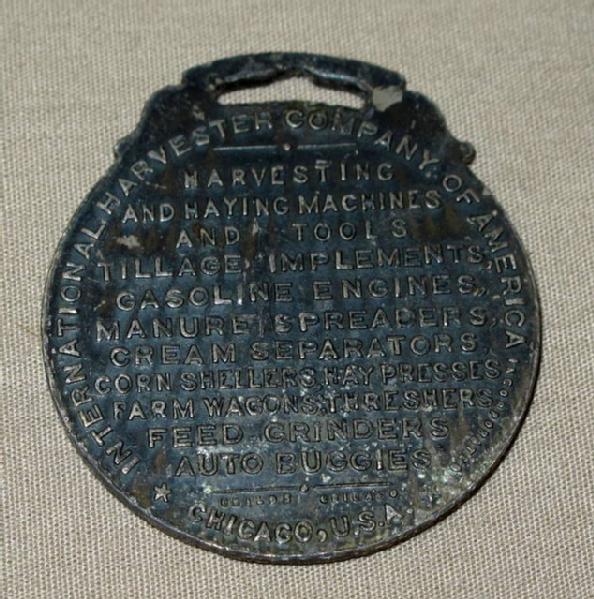 INTERNATIONAL HARVESTER COMPANY OF AMERICA
HARVESTING
AND HAYING MACHINES
AND TOOLS
TILLAGE IMPLEMENTS,
GASOLINE ENGINES,
MANURE SPREADERS,
CREAM SEPARATORS,
CORN SHELLERS, HAY PRESSES
FARM WAGONS, THRESHERS,
FEED GRINDERS
AUTO BUGGIES
CHICAGO
CHICAGO, U.S.A.